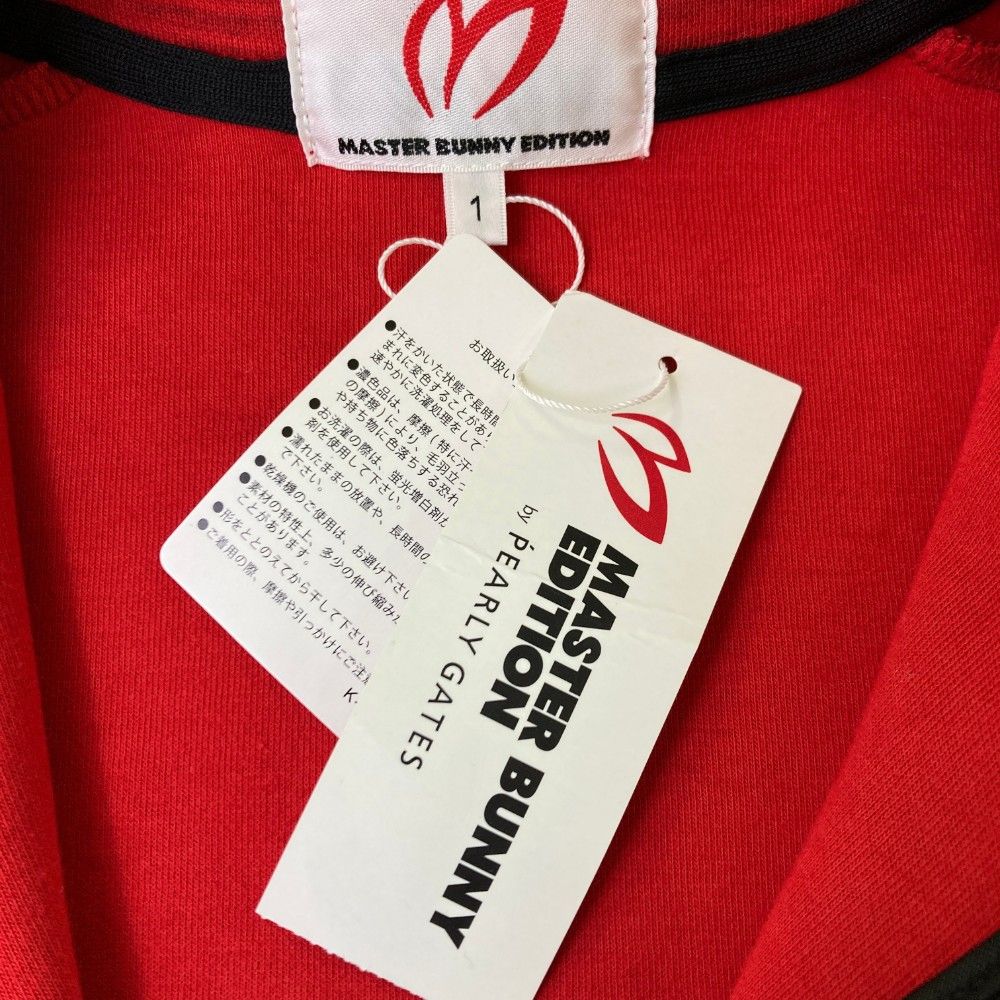 MASTER BUNNY EDITION
1
お取扱い
●汗をかいた状態で長時間
まれに変色することがあ
速やかに洗濯処理をして
●濃色品は、摩擦(特に汗
の摩擦)により、毛羽立
や持ち物に色落ちする恐れ
●お洗濯の際は、蛍光増白剤
剤を使用して下さい。
●濡れたままの放置や、長時間の
で下さい。
●乾燥機のご使用は、お避け下さい
●素材の特性上、多少の伸び縮み
ことがあります。
●形をととのえてから干して下さい。
●ご着用の際、摩擦や引っかけにご注
K
MASTER BUNNY
EDITION
by PEARLY GATES